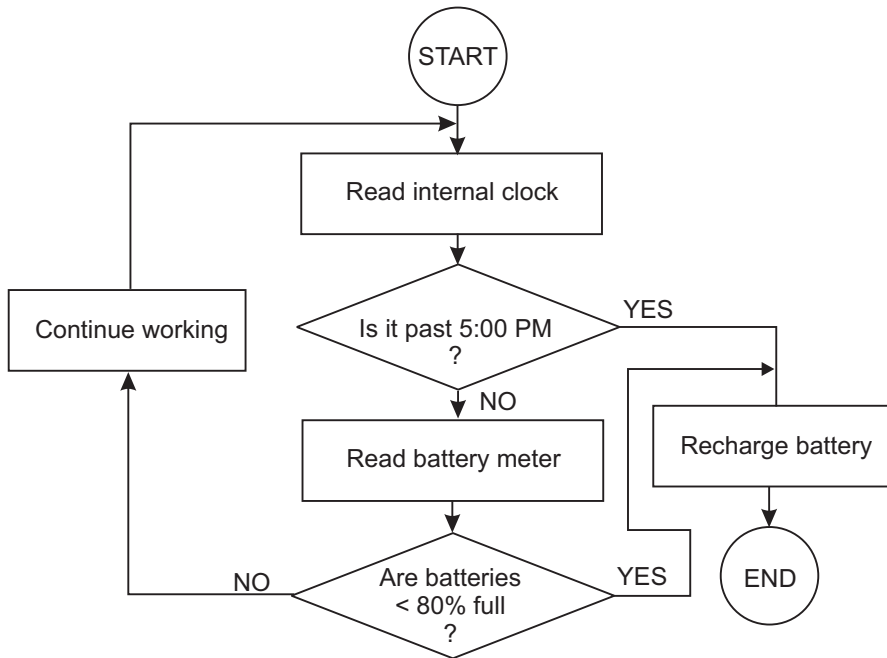 START
Read internal clock
Continue working
Is it past 5:00 PM
?
YES
NO
Read battery meter
Recharge battery
Are batteries
< 80% full
?
NO
YES
END